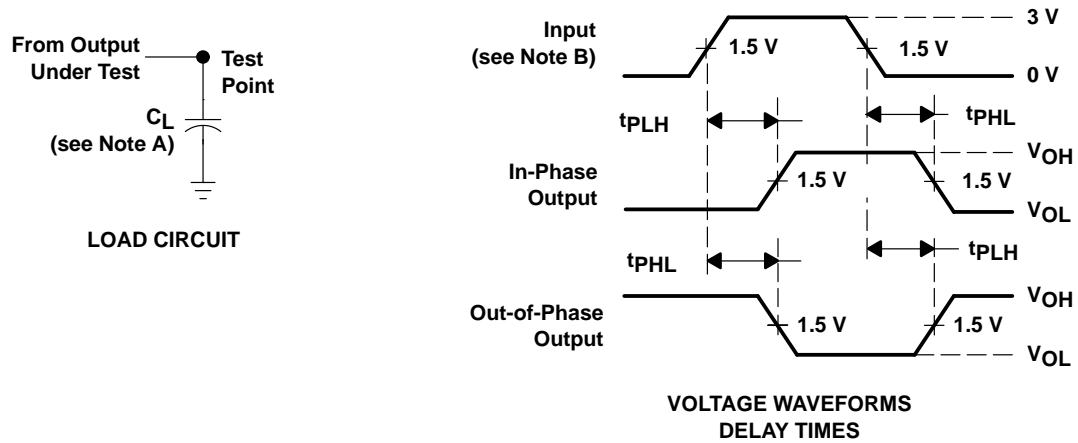 From Output
Under Test
Test
Point
CL
(see Note A)
LOAD CIRCUIT
Input
(see Note B)
1.5 V
1.5 V
3 V
0 V
tPLH
tPHL
In-Phase
Output
1.5 V
1.5 V
VOH
VOL
tPHL
tPLH
Out-of-Phase
Output
1.5 V
1.5 V
VOH
VOL
VOLTAGE WAVEFORMS
DELAY TIMES